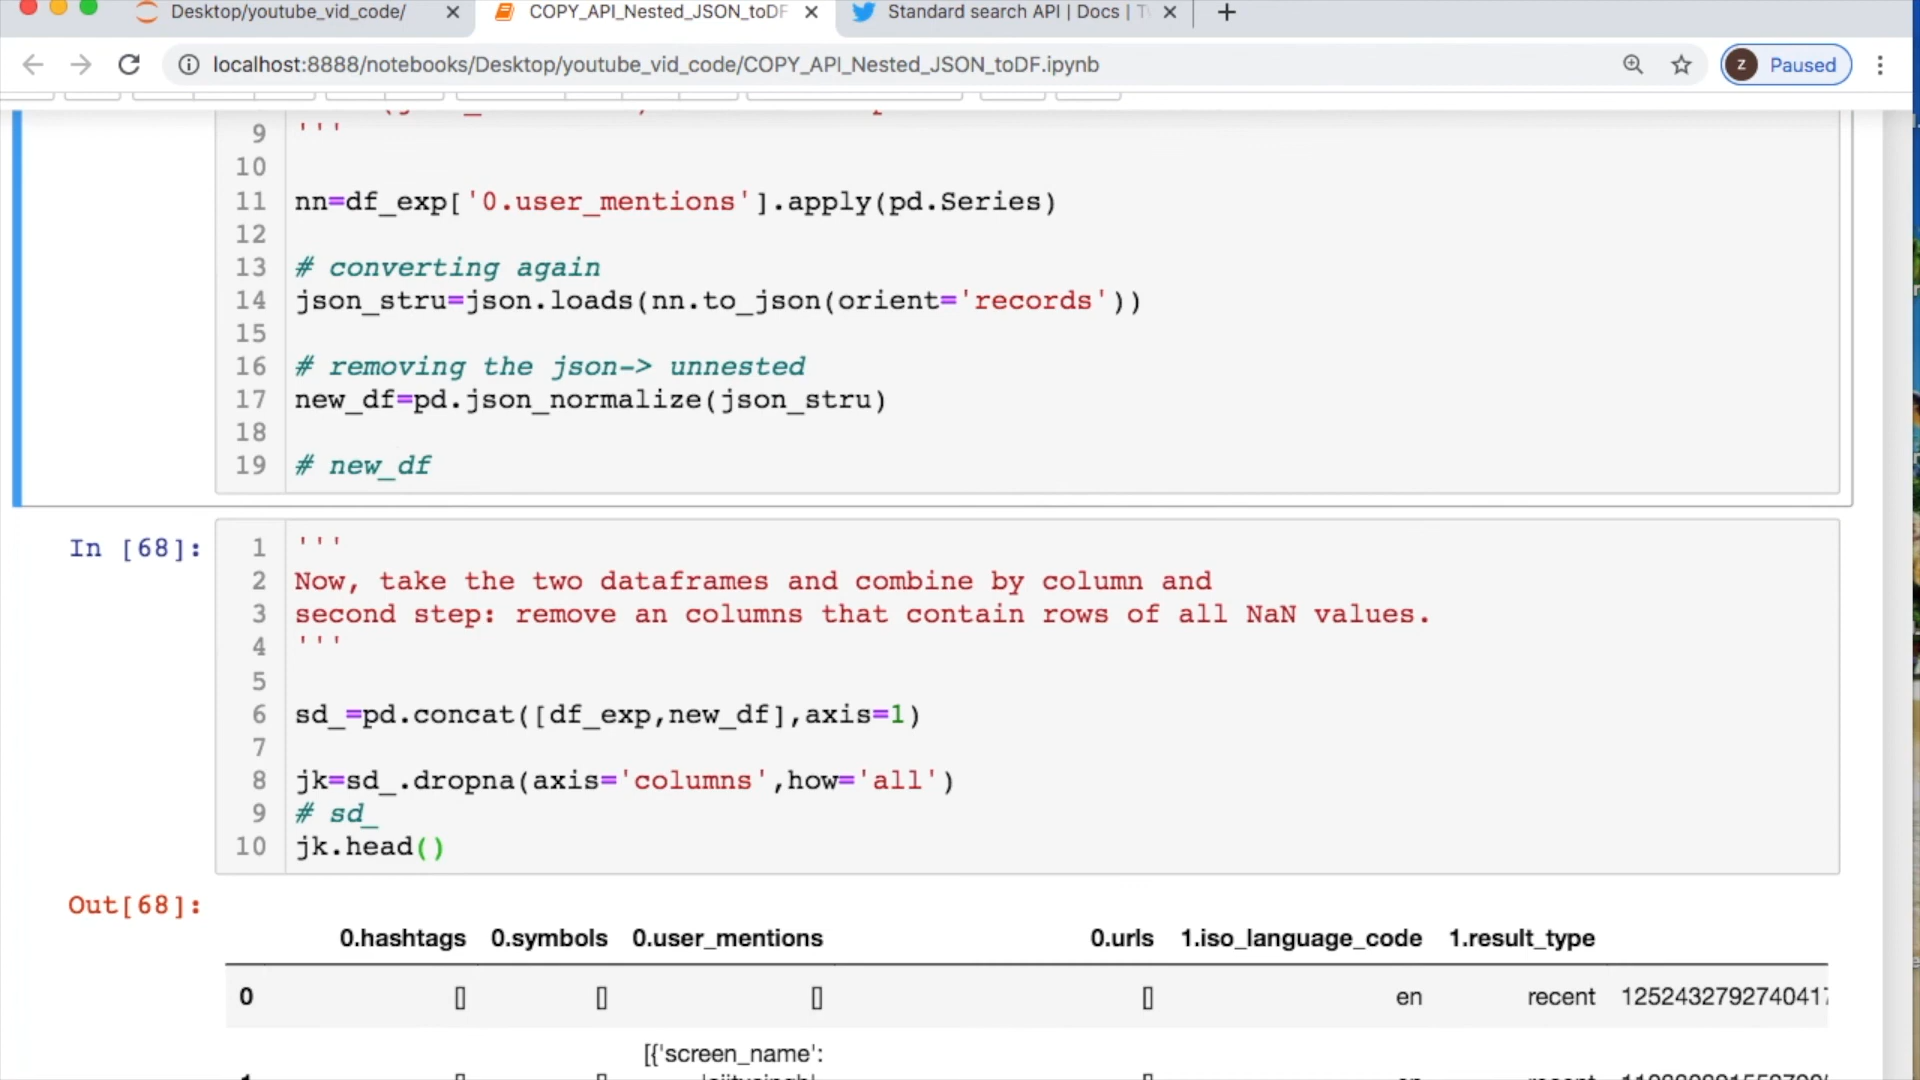 Desktop/youtube_vid_code/
COPY_API_Nested_JSON_toDF
Standard search API | Docs |
localhost:8888/notebooks/Desktop/youtube_vid_code/COPY_API_Nested_JSON_toDF.ipynb
z Paused
9 '''
10
11 nn=df_exp['0.user_mentions'].apply(pd.Series)
12
13 # converting again
14 json_stru=json.loads(nn.to_json(orient='records'))
15
16 # removing the json-> unnested
17 new_df=pd.json_normalize(json_stru)
18
19 # new_df
In [68]:
1 '''
2 Now, take the two dataframes and combine by column and
3 second step: remove an columns that contain rows of all NaN values.
4 '''
5
6 sd_=pd.concat([df_exp,new_df],axis=1)
7
8 jk=sd_.dropna(axis='columns',how='all')
9 # sd_
10 jk.head()
Out[68]:
0.hashtags 0.symbols 0.user_mentions 0.urls 1.iso_language_code 1.result_type
0 [] [] [] [] en recent 125243279274041
[{'screen_name':